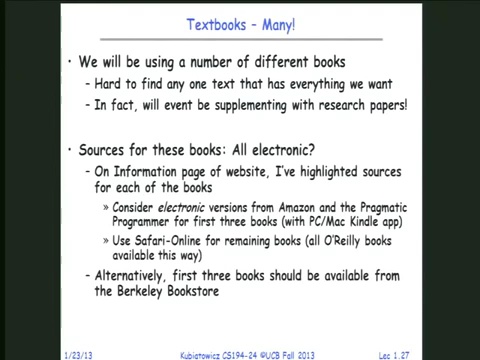 Textbooks - Many!
• We will be using a number of different books
- Hard to find any one text that has everything we want
- In fact, will event be supplementing with research papers!
• Sources for these books: All electronic?
- On Information page of website, I've highlighted sources
for each of the books
» Consider electronic versions from Amazon and the Pragmatic
Programmer for first three books (with PC/Mac Kindle app)
» Use Safari-Online for remaining books (all O'Reilly books
available this way)
- Alternatively, first three books should be available from
the Berkeley Bookstore
1/23/13
Kubiatowicz CS194-24 ©UCB Fall 2013
Lec 1.27